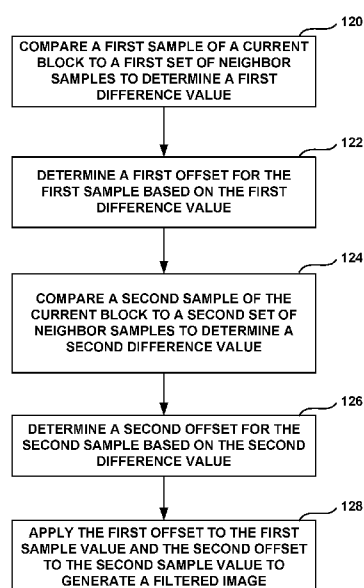 120
COMPARE A FIRST SAMPLE OF A CURRENT
BLOCK TO A FIRST SET OF NEIGHBOR
SAMPLES TO DETERMINE A FIRST
DIFFERENCE VALUE
122
DETERMINE A FIRST OFFSET FOR THE
FIRST SAMPLE BASED ON THE FIRST
DIFFERENCE VALUE
124
COMPARE A SECOND SAMPLE OF THE
CURRENT BLOCK TO A SECOND SET OF
NEIGHBOR SAMPLES TO DETERMINE A
SECOND DIFFERENCE VALUE
126
DETERMINE A SECOND OFFSET FOR THE
SECOND SAMPLE BASED ON THE SECOND
DIFFERENCE VALUE
128
APPLY THE FIRST OFFSET TO THE FIRST
SAMPLE VALUE AND THE SECOND OFFSET
TO THE SECOND SAMPLE VALUE TO
GENERATE A FILTERED IMAGE